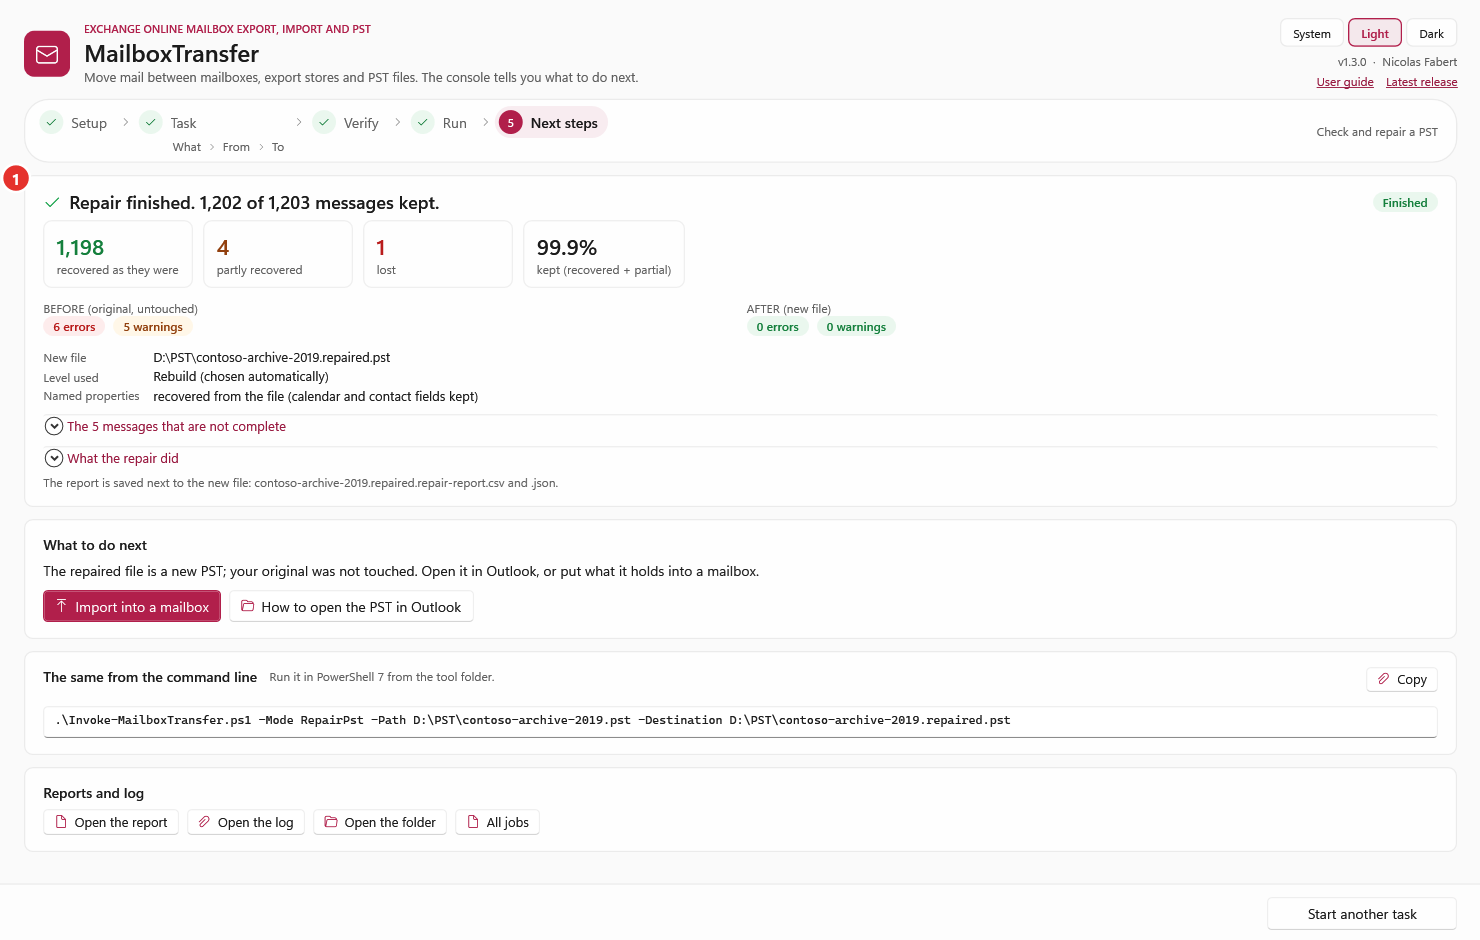 EXCHANGE ONLINE MAILBOX EXPORT, IMPORT AND PST
MailboxTransfer
Move mail between mailboxes, export stores and PST files. The console tells you what to do next.
System Light Dark
v1.3.0 · Nicolas Fabert
User guide Latest release
Setup Task Verify Run 5 Next steps
What From To
Check and repair a PST
1
Repair finished. 1,202 of 1,203 messages kept.
Finished
1,198
recovered as they were
4
partly recovered
1
lost
99.9%
kept (recovered + partial)
BEFORE (original, untouched)
6 errors 5 warnings
AFTER (new file)
0 errors 0 warnings
New file D:\PST\contoso-archive-2019.repaired.pst
Level used Rebuild (chosen automatically)
Named properties recovered from the file (calendar and contact fields kept)
The 5 messages that are not complete
What the repair did
The report is saved next to the new file: contoso-archive-2019.repaired.repair-report.csv and .json.
What to do next
The repaired file is a new PST; your original was not touched. Open it in Outlook, or put what it holds into a mailbox.
Import into a mailbox How to open the PST in Outlook
The same from the command line Run it in PowerShell 7 from the tool folder.
Copy
.\Invoke-MailboxTransfer.ps1 -Mode RepairPst -Path D:\PST\contoso-archive-2019.pst -Destination D:\PST\contoso-archive-2019.repaired.pst
Reports and log
Open the report Open the log Open the folder All jobs
Start another task